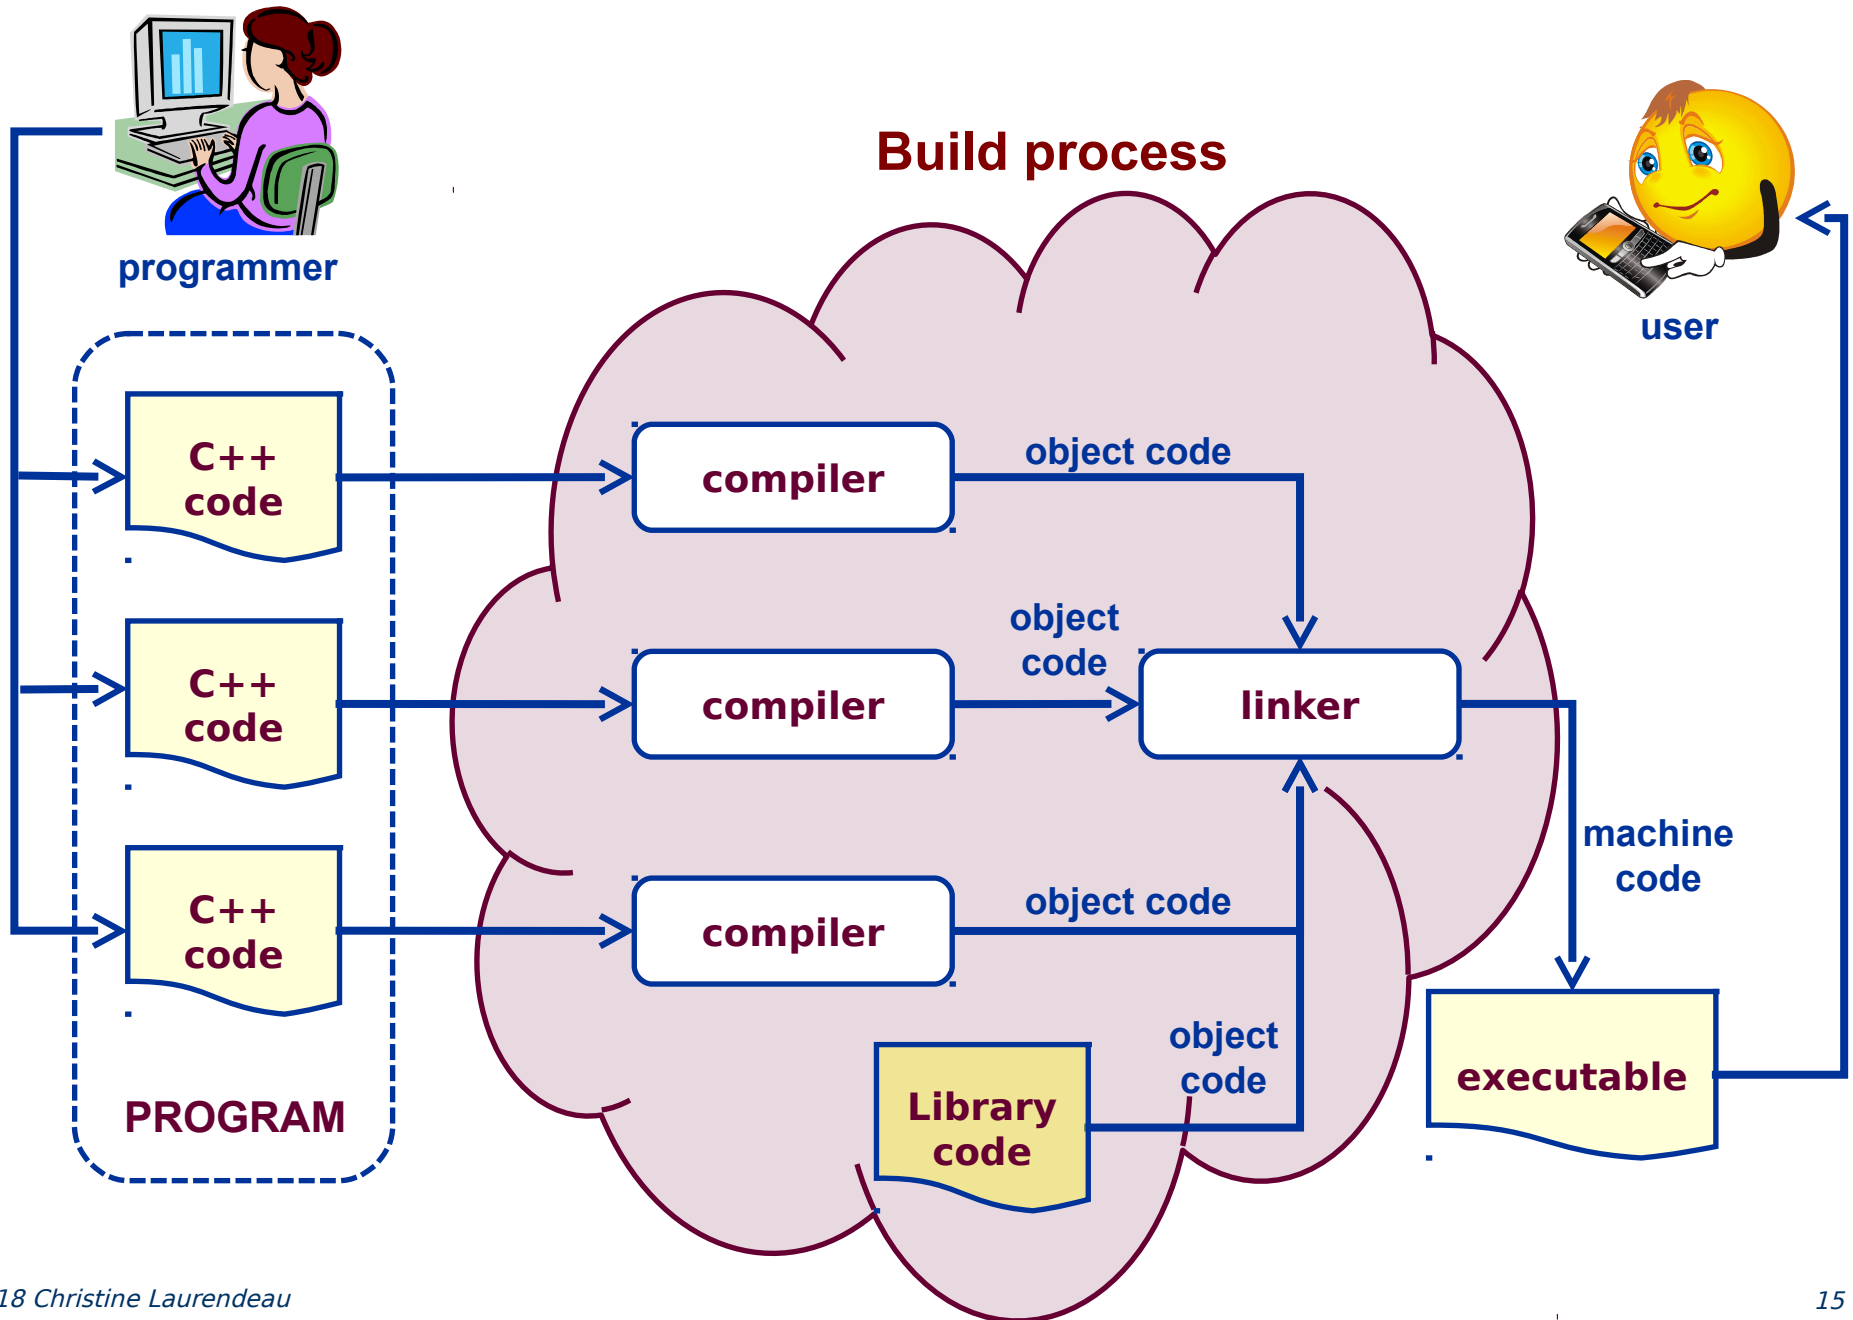 Build process
programmer
user
C++
code
compiler
object code
object
code
C++
code
compiler
linker
machine
code
C++
code
compiler
object code
object
code
Library
code
executable
PROGRAM
18 Christine Laurendeau
15